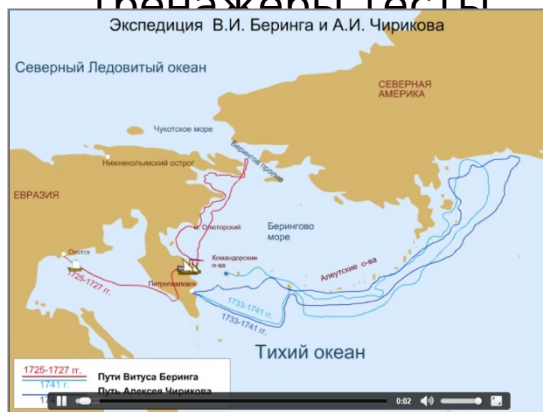 Тренажеры Тесты
Экспедиция В.И. Беринга и А.И. Чирикова
Северный Ледовитый океан
СЕВЕРНАЯ
АМЕРИКА
Чукотское море
Берингов пролив
Нижнеколымский острог
ЕВРАЗИЯ
м. Олюторский
Берингово
море
Охотск
Командорские
о-ва
Алеутские о-ва
1725-1727 гг.
Петропавловск
1733-1741 гг.
1733-1741 гг.
Тихий океан
1725-1727 гг.
Пути Витуса Беринга
1741 г.
Путь Алексея Чирикова
0:02